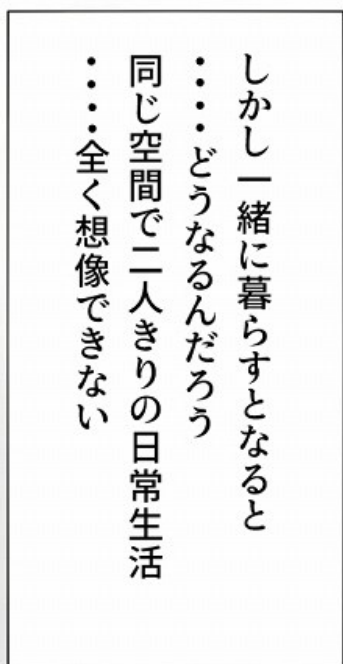 しかし一緒に暮らすとなると
・・・・どうなるんだろう
同じ空間で二人きりの日常生活
・・・・全く想像できない